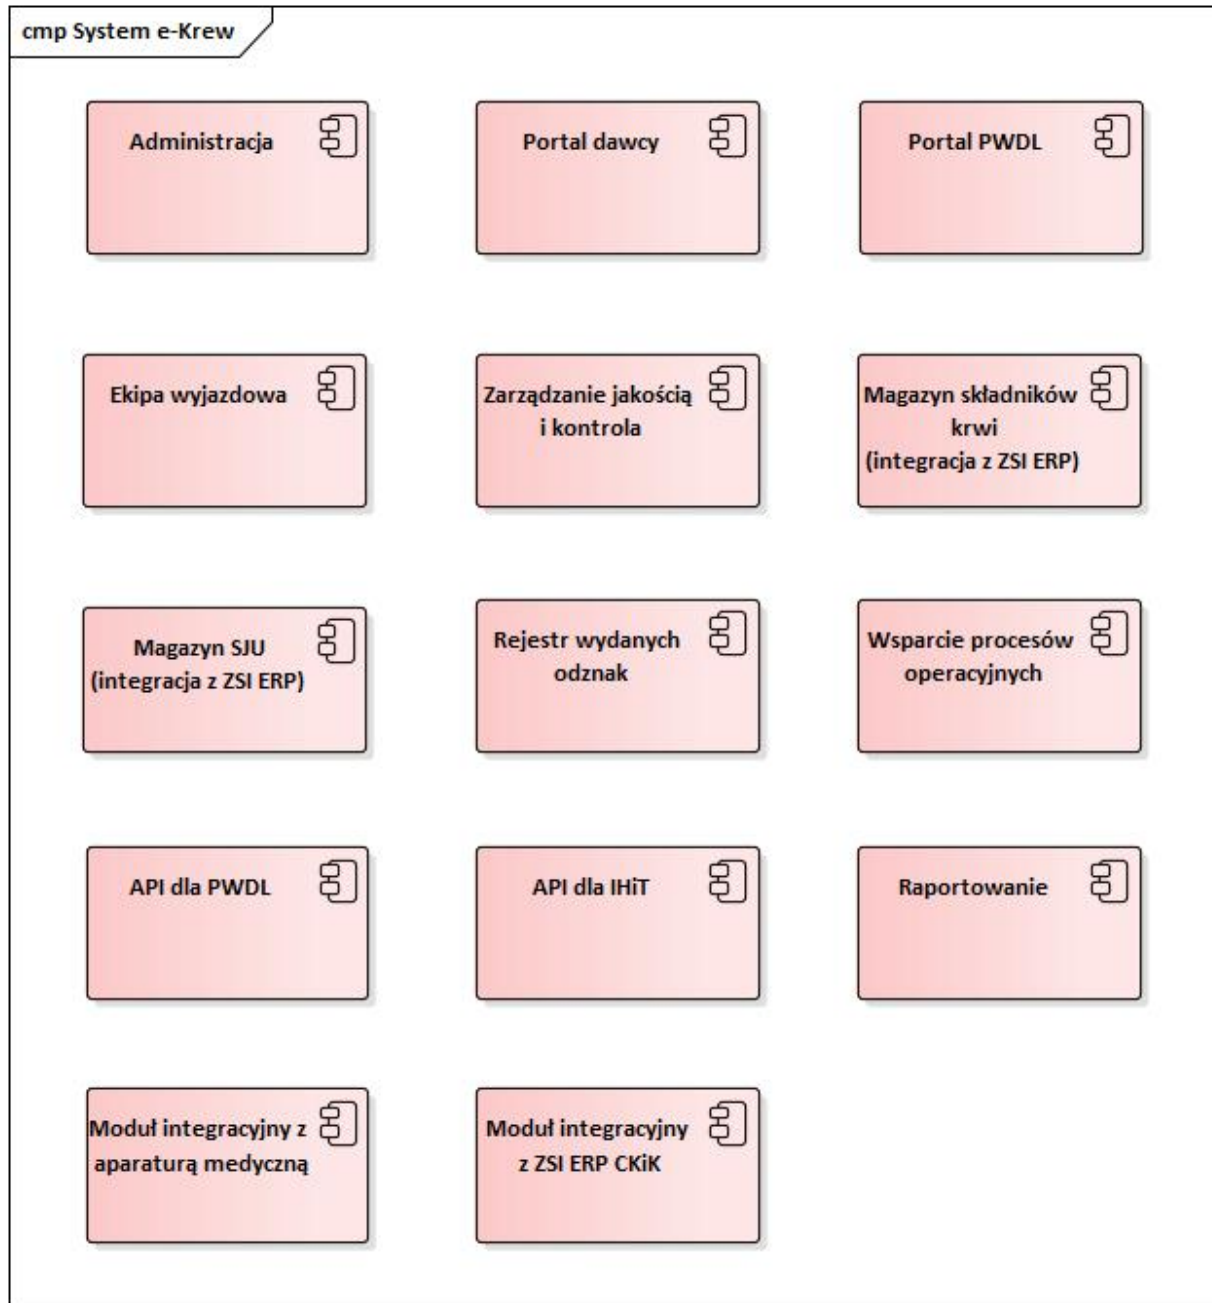 cmp System e-Krew
Administracja
Portal dawcy
Portal PWDL
Ekipa wyjazdowa
Zarządzanie jakością
i kontrola
Magazyn składników
krwi
(integracja z ZSI ERP)
Magazyn SJU
(integracja z ZSI ERP)
Rejestr wydanych
odznak
Wsparcie procesów
operacyjnych
API dla PWDL
API dla IHiT
Raportowanie
Moduł integracyjny z
aparaturą medyczną
Moduł integracyjny
z ZSI ERP CKiK